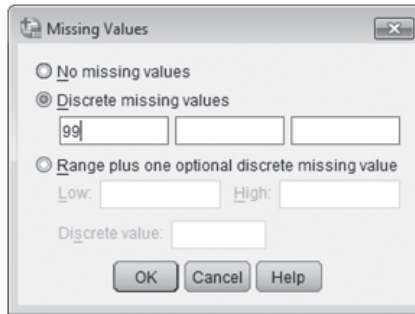 Missing Values
No missing values
Discrete missing values
99
Range plus one optional discrete missing value
Low: High:
Discrete value:
OK Cancel Help